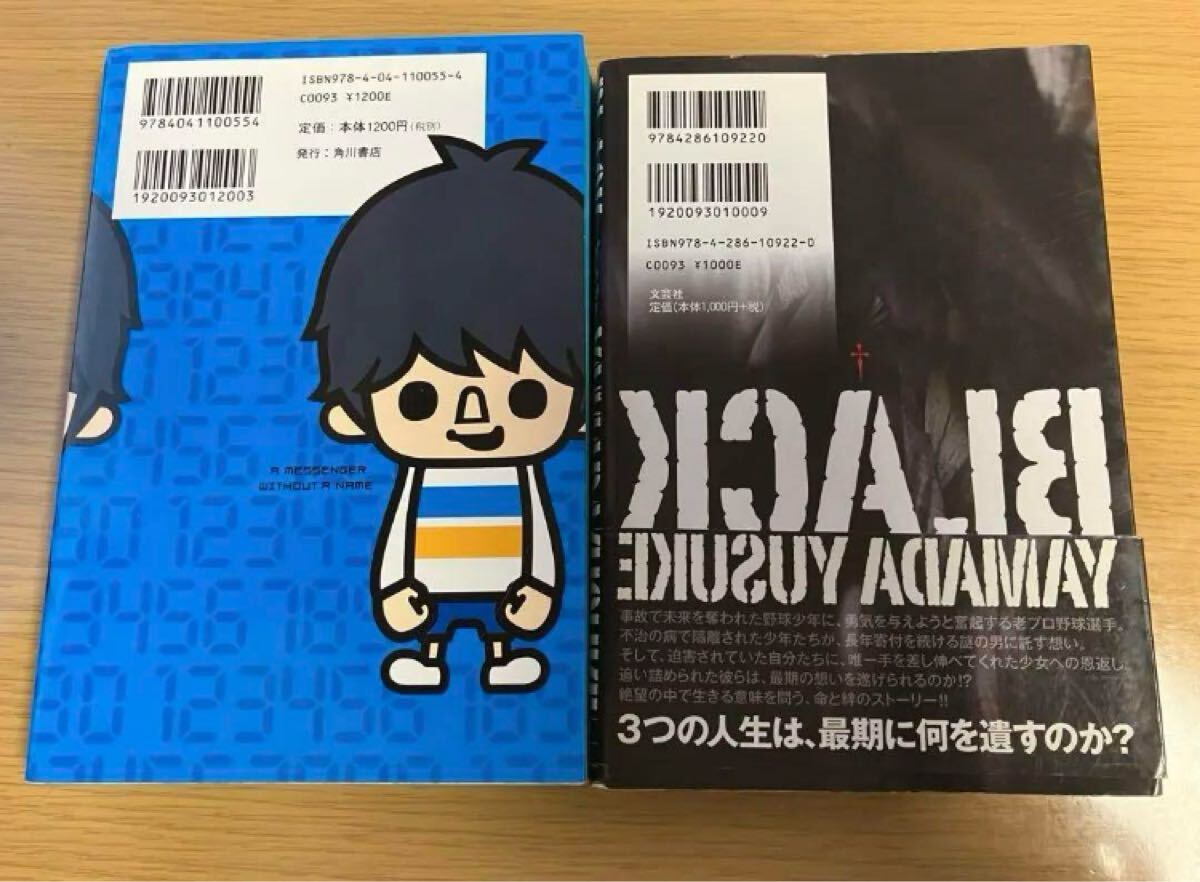 ISBN978-4-04-110055-4
C0093 ¥1200E
9784041100554
定価：本体1200円(税別)
発行：角川書店
1920093012003
A MESSENGER
WITHOUT A NAME
9784286109220
1920093010009
ISBN978-4-286-10922-0
C0093 ¥1000E
文芸社
定価(本体1,000円+税)
BLACK
YAMADA YUSUKE
事故で未来を奪われた野球少年に、勇気を与えようと奮起する老プロ野球選手。
不治の病で隔離された少年たちが、長年寄付を続ける謎の男に託す想い。
そして、迫害されていた自分たちに、唯一手を差し伸べてくれた少女への恩返し。
追い詰められた彼らは、最期の想いを遂げられるのか!?
絶望の中で生きる意味を問う、命と絆のストーリー!!
3つの人生は、最期に何を遺すのか?